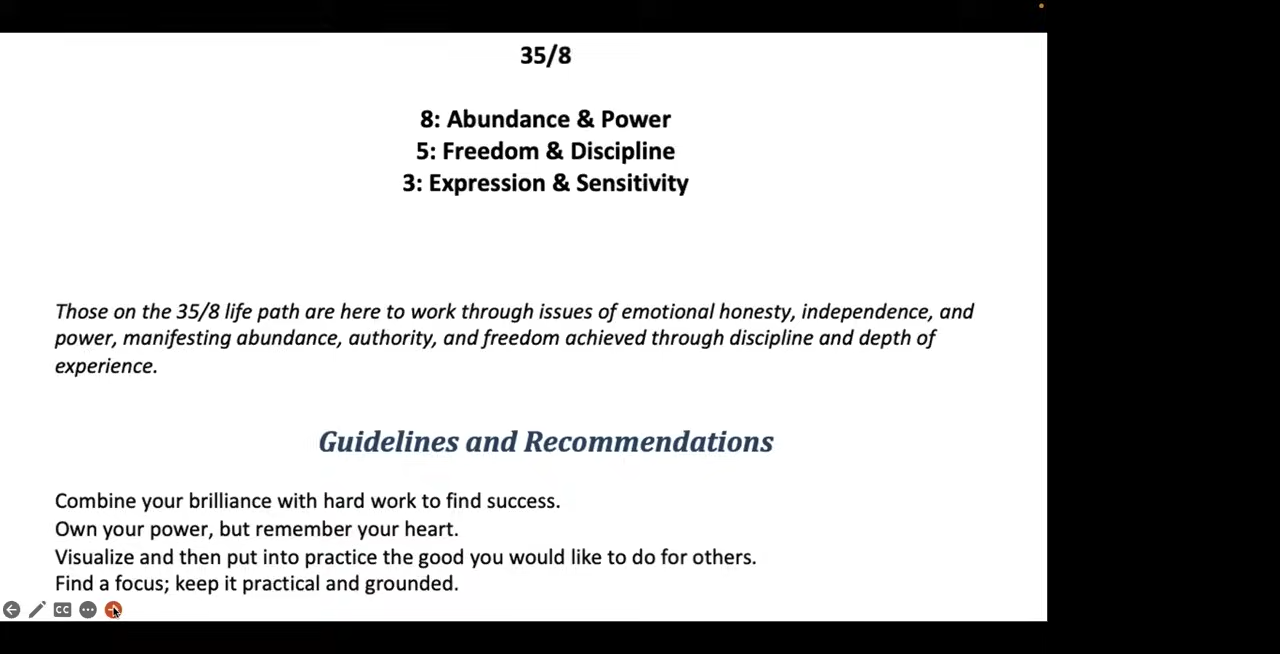 35/8
8: Abundance & Power
5: Freedom & Discipline
3: Expression & Sensitivity
Those on the 35/8 life path are here to work through issues of emotional honesty, independence, and
power, manifesting abundance, authority, and freedom achieved through discipline and depth of
experience.
Guidelines and Recommendations
Combine your brilliance with hard work to find success.
Own your power, but remember your heart.
Visualize and then put into practice the good you would like to do for others.
Find a focus; keep it practical and grounded.
CC